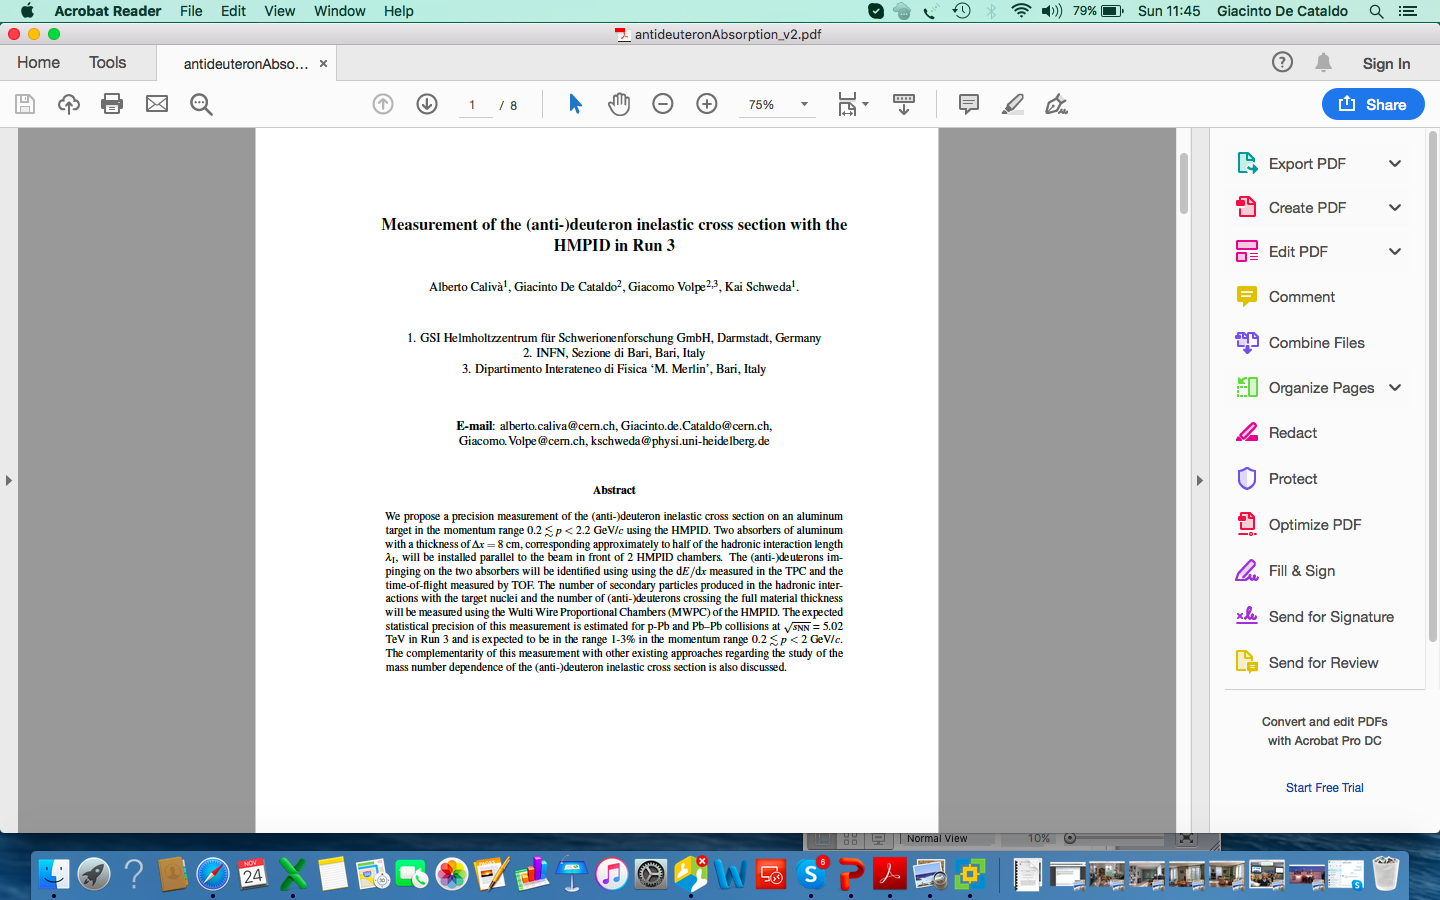 Acrobat Reader File Edit View Window Help 79% Sun 11:45 Giacinto De Cataldo
antideuteronAbsorption_v2.pdf
Home Tools antideuteronAbso... × ? Sign In
1 / 8 75% Share
Measurement of the (anti-)deuteron inelastic cross section with the
HMPID in Run 3
Alberto Calivà¹, Giacinto De Cataldo², Giacomo Volpe²,³, Kai Schweda¹.
1. GSI Helmholtzzentrum für Schwerionenforschung GmbH, Darmstadt, Germany
2. INFN, Sezione di Bari, Bari, Italy
3. Dipartimento Interateneo di Fisica ‘M. Merlin’, Bari, Italy
E-mail: alberto.caliva@cern.ch, Giacinto.de.Cataldo@cern.ch,
Giacomo.Volpe@cern.ch, kschweda@physi.uni-heidelberg.de
Abstract
We propose a precision measurement of the (anti-)deuteron inelastic cross section on an aluminum
target in the momentum range 0.2 ≲ p < 2.2 GeV/c using the HMPID. Two absorbers of aluminum
with a thickness of Δx = 8 cm, corresponding approximately to half of the hadronic interaction length
λI, will be installed parallel to the beam in front of 2 HMPID chambers. The (anti-)deuterons im-
pinging on the two absorbers will be identified using using the dE/dx measured in the TPC and the
time-of-flight measured by TOF. The number of secondary particles produced in the hadronic inter-
actions with the target nuclei and the number of (anti-)deuterons crossing the full material thickness
will be measured using the Wulti Wire Proportional Chambers (MWPC) of the HMPID. The expected
statistical precision of this measurement is estimated for p-Pb and Pb–Pb collisions at √sNN = 5.02
TeV in Run 3 and is expected to be in the range 1-3% in the momentum range 0.2 ≲ p < 2 GeV/c.
The complementarity of this measurement with other existing approaches regarding the study of the
mass number dependence of the (anti-)deuteron inelastic cross section is also discussed.
Export PDF
Create PDF
Edit PDF
Comment
Combine Files
Organize Pages
Redact
Protect
Optimize PDF
Fill & Sign
Send for Signature
Send for Review
Convert and edit PDFs
with Acrobat Pro DC
Start Free Trial
Normal View 10%
NOV
24
6